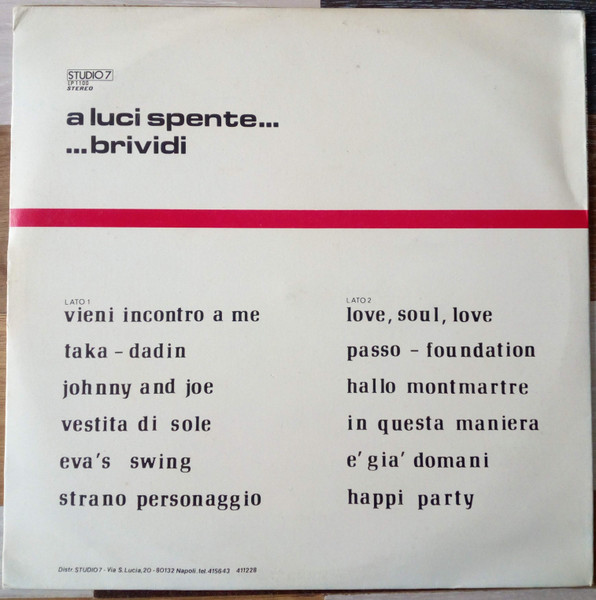 STUDIO 7
LP 1100
STEREO
a luci spente...
...brividi
LATO 1
vieni incontro a me
taka - dadin
johnny and joe
vestita di sole
eva's swing
strano personaggio
LATO 2
love, soul, love
passo - foundation
hallo montmartre
in questa maniera
e' gia' domani
happi party
Distr. STUDIO 7 - Via S. Lucia, 20 - 80132 Napoli. tel. 415643 411228